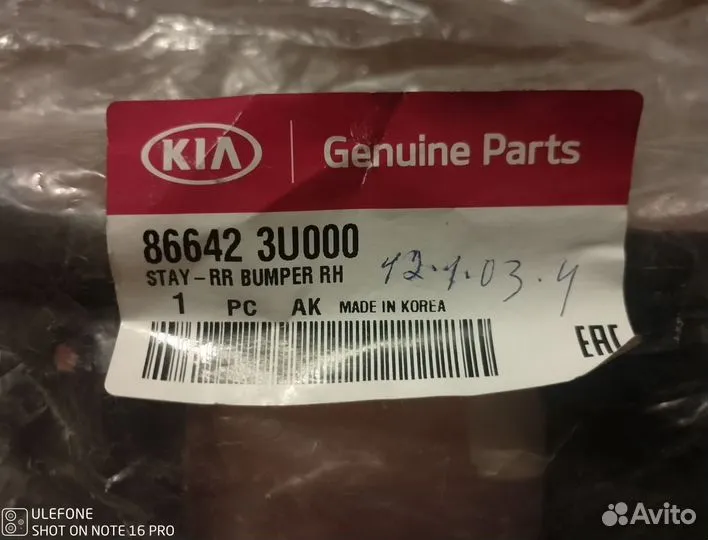 KIA Genuine Parts
86642 3U000
STAY-RR BUMPER RH
12.1.03.4
1 PC AK MADE IN KOREA
EAC
ULEFONE
SHOT ON NOTE 16 PRO
Avito